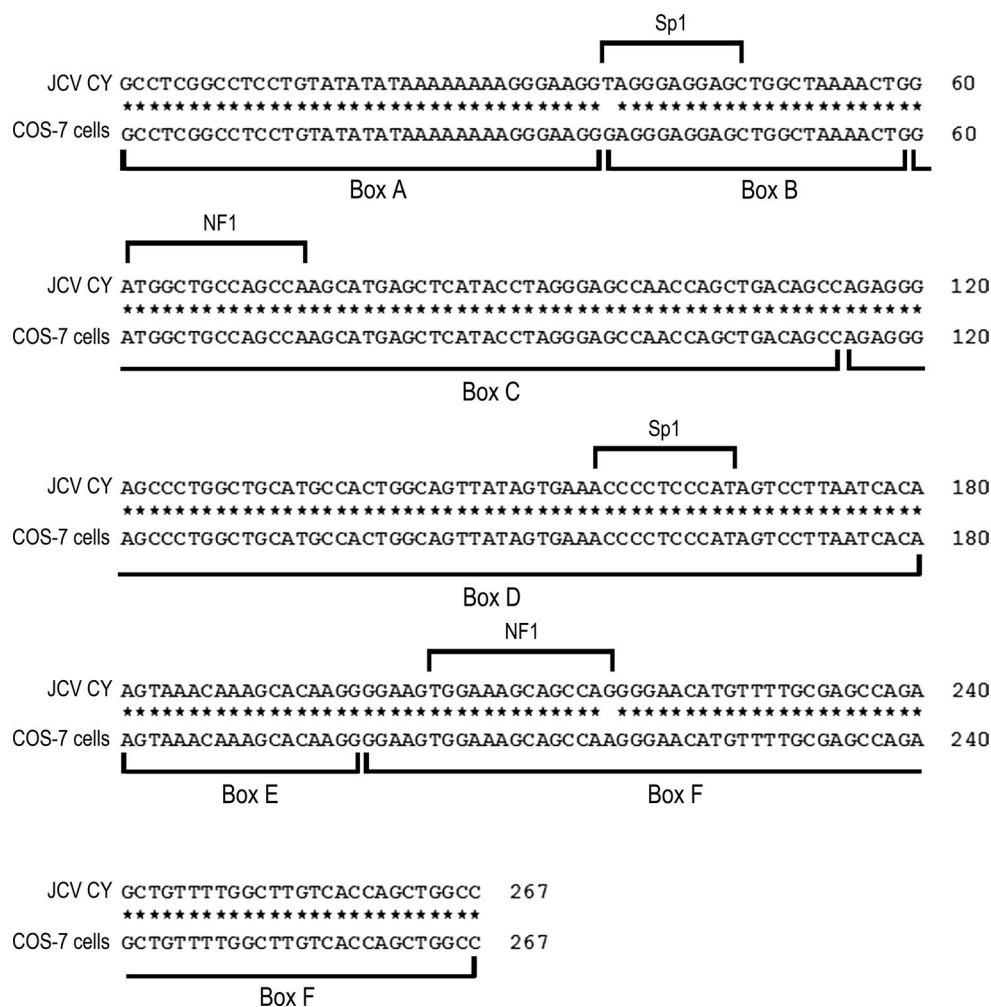 Sp1
JCV CY GCCTCGGCCTCCTGTATATATAAAAAAAAGGGAAGGTAGGGAGGAGCTGGCTAAAACTGG 60
************************************ ***********************
COS-7 cells GCCTCGGCCTCCTGTATATATAAAAAAAAGGGAAGGGAGGGAGGAGCTGGCTAAAACTGG 60
Box A Box B
NF1
JCV CY ATGGCTGCCAGCCAAGCATGAGCTCATACCTAGGGAGCCAACCAGCTGACAGCCAGAGGG 120
************************************************************
COS-7 cells ATGGCTGCCAGCCAAGCATGAGCTCATACCTAGGGAGCCAACCAGCTGACAGCCAGAGGG 120
Box C
Sp1
JCV CY AGCCCTGGCTGCATGCCACTGGCAGTTATAGTGAAACCCCTCCCATAGTCCTTAATCACA 180
************************************************************
COS-7 cells AGCCCTGGCTGCATGCCACTGGCAGTTATAGTGAAACCCCTCCCATAGTCCTTAATCACA 180
Box D
NF1
JCV CY AGTAAACAAAGCACAAGGGGAAGTGGAAAGCAGCCAGGGGAACATGTTTTGCGAGCCAGA 240
************************************ ***********************
COS-7 cells AGTAAACAAAGCACAAGGGGAAGTGGAAAGCAGCCAAGGGAACATGTTTTGCGAGCCAGA 240
Box E Box F
JCV CY GCTGTTTTGGCTTGTCACCAGCTGGCC 267
***************************
COS-7 cells GCTGTTTTGGCTTGTCACCAGCTGGCC 267
Box F